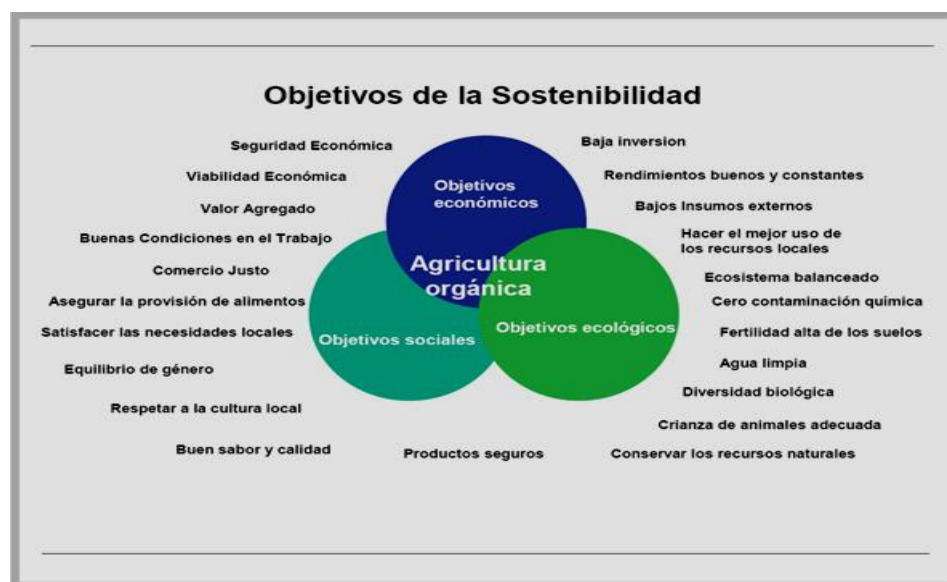 Objetivos de la Sostenibilidad
Seguridad Económica
Viabilidad Económica
Valor Agregado
Buenas Condiciones en el Trabajo
Comercio Justo
Asegurar la provisión de alimentos
Satisfacer las necesidades locales
Equilibrio de género
Respetar a la cultura local
Buen sabor y calidad
Objetivos
económicos
Agricultura
orgánica
Objetivos sociales
Objetivos ecológicos
Productos seguros
Baja inversion
Rendimientos buenos y constantes
Bajos Insumos externos
Hacer el mejor uso de
los recursos locales
Ecosistema balanceado
Cero contaminación química
Fertilidad alta de los suelos
Agua limpia
Diversidad biológica
Crianza de animales adecuada
Conservar los recursos naturales